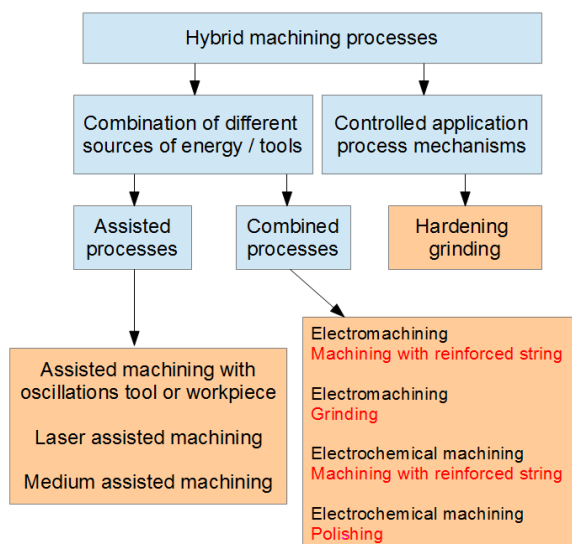 Hybrid machining processes
Combination of different
sources of energy / tools
Controlled application
process mechanisms
Assisted
processes
Combined
processes
Hardening
grinding
Assisted machining with
oscillations tool or workpiece
Laser assisted machining
Medium assisted machining
Electromachining
Machining with reinforced string
Electromachining
Grinding
Electrochemical machining
Machining with reinforced string
Electrochemical machining
Polishing